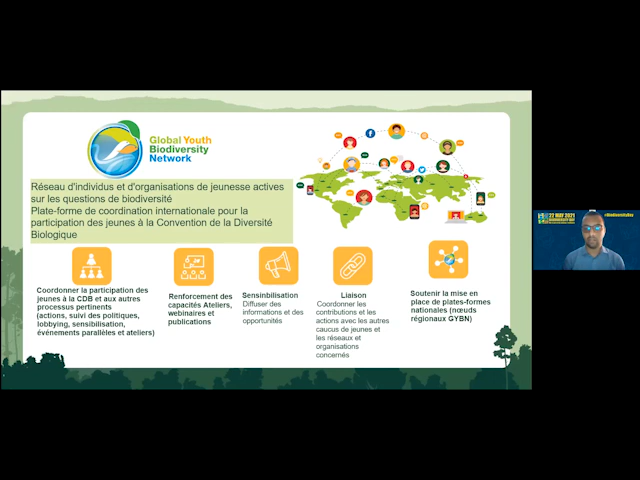 Global Youth
Biodiversity
Network
Réseau d'individus et d'organisations de jeunesse actives
sur les questions de biodiversité
Plate-forme de coordination internationale pour la
participation des jeunes à la Convention de la Diversité
Biologique
Coordonner la participation des
jeunes à la CDB et aux autres
processus pertinents
(actions, suivi des politiques,
lobbying, sensibilisation,
événements parallèles et ateliers)
Renforcement des
capacités Ateliers,
webinaires et
publications
Sensinbilisation
Diffuser des
informations et des
opportunités
Liaison
Coordonner les
contributions et les
actions avec les autres
caucus de jeunes et
les réseaux et
organisations
concernés
Soutenir la mise en
place de plates-formes
nationales (nœuds
régionaux GYBN)
22 MAY 2021
BIODIVERSITY DAY